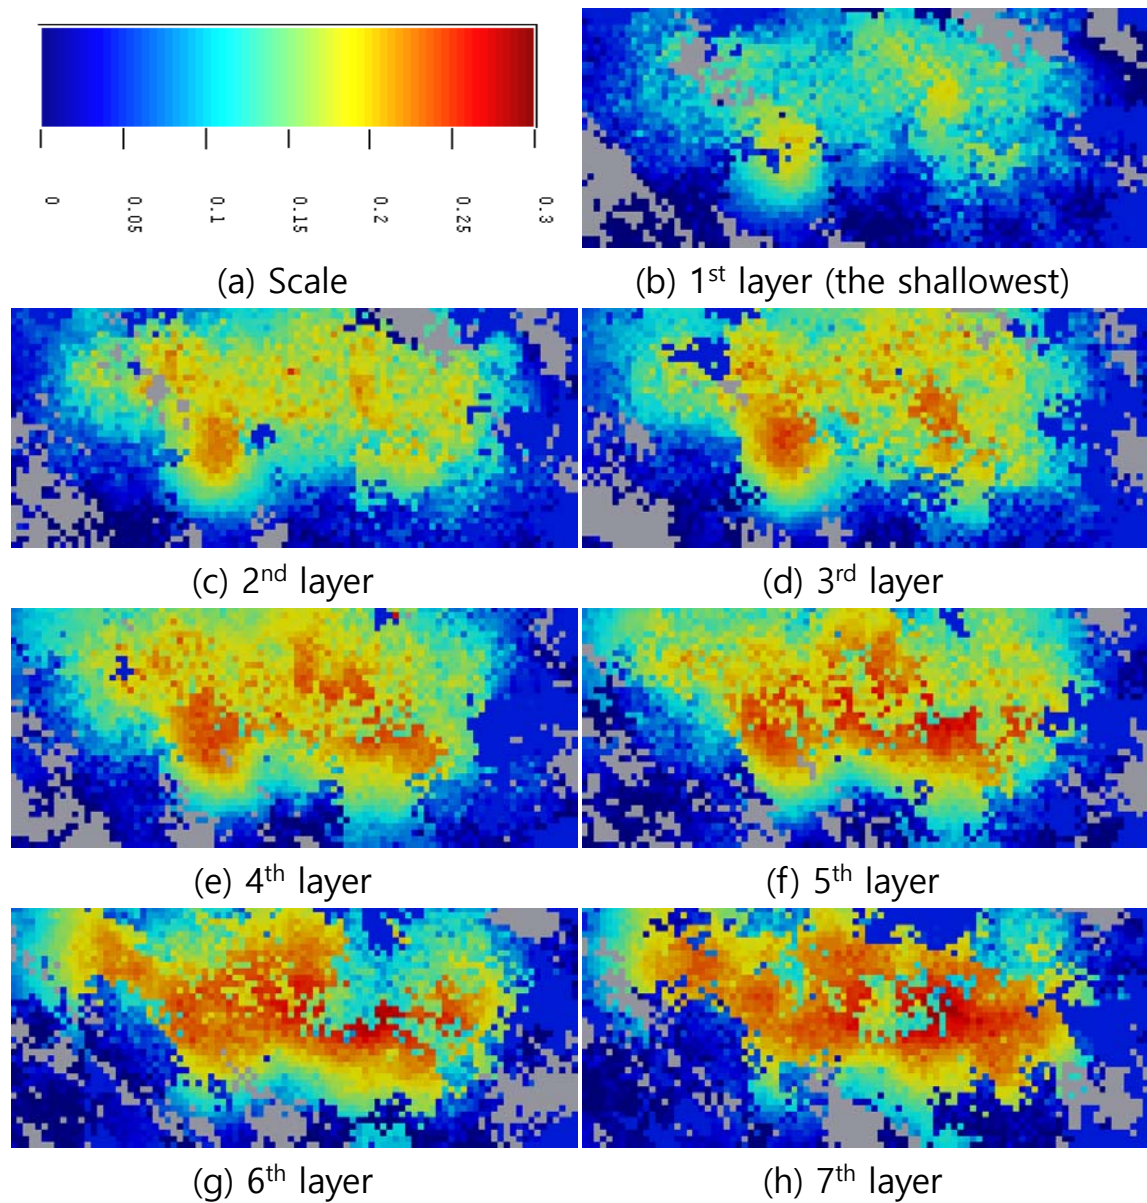 0 0.05 0.1 0.15 0.2 0.25 0.3
(a) Scale
(b) 1st layer (the shallowest)
(c) 2nd layer
(d) 3rd layer
(e) 4th layer
(f) 5th layer
(g) 6th layer
(h) 7th layer